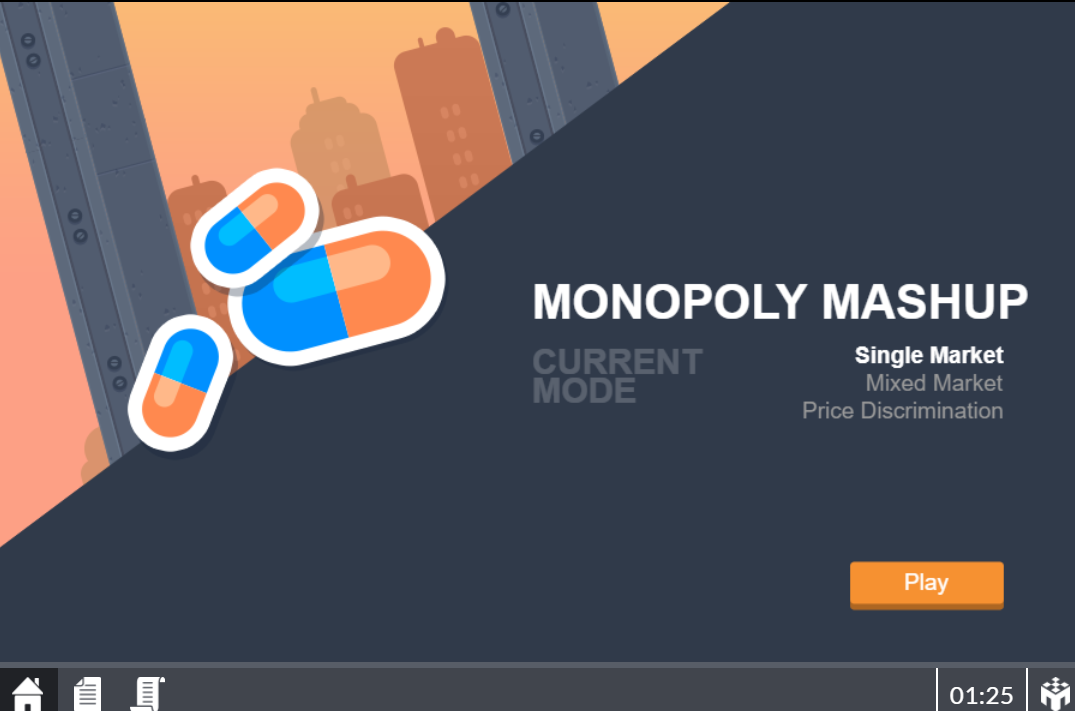 MONOPOLY MASHUP
CURRENT
MODE
Single Market
Mixed Market
Price Discrimination
Play
01:25